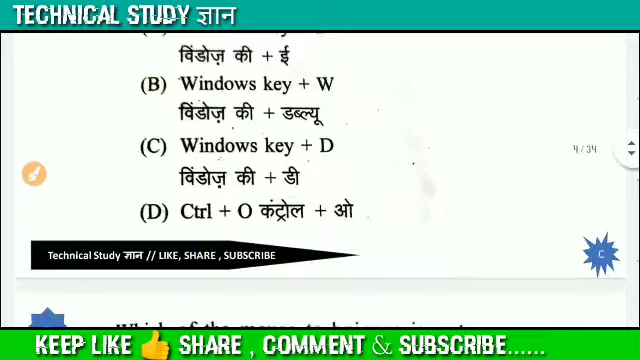 TECHNICAL STUDY ज्ञान
विंडोज़ की + ई
(B) Windows key + W
विंडोज़ की + डब्ल्यू
(C) Windows key + D
4 / 34
विंडोज़ की + डी
(D) Ctrl + O कंट्रोल + ओ
Technical Study ज्ञान // LIKE, SHARE , SUBSCRIBE
C
KEEP LIKE 👍 SHARE , COMMENT & SUBSCRIBE......